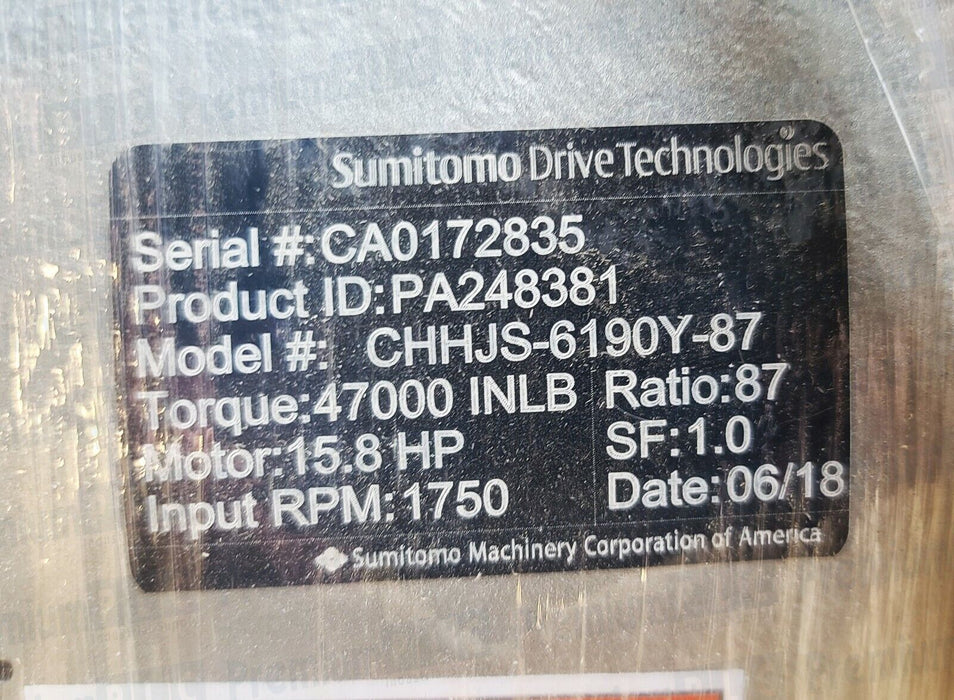 Sumitomo Drive Technologies
Serial #:CA0172835
Product ID:PA248381
Model #: CHHJS-6190Y-87
Torque:47000 INLB Ratio:87
Motor:15.8 HP SF:1.0
Input RPM:1750 Date:06/18
Sumitomo Machinery Corporation of America